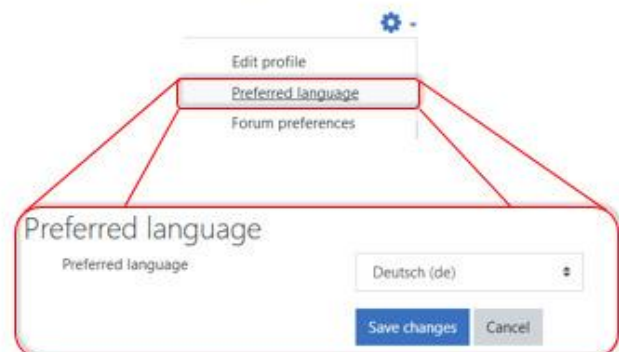 Edit profile
Preferred language
Forum preferences
Preferred language
Preferred language
Deutsch (de)
Save changes
Cancel